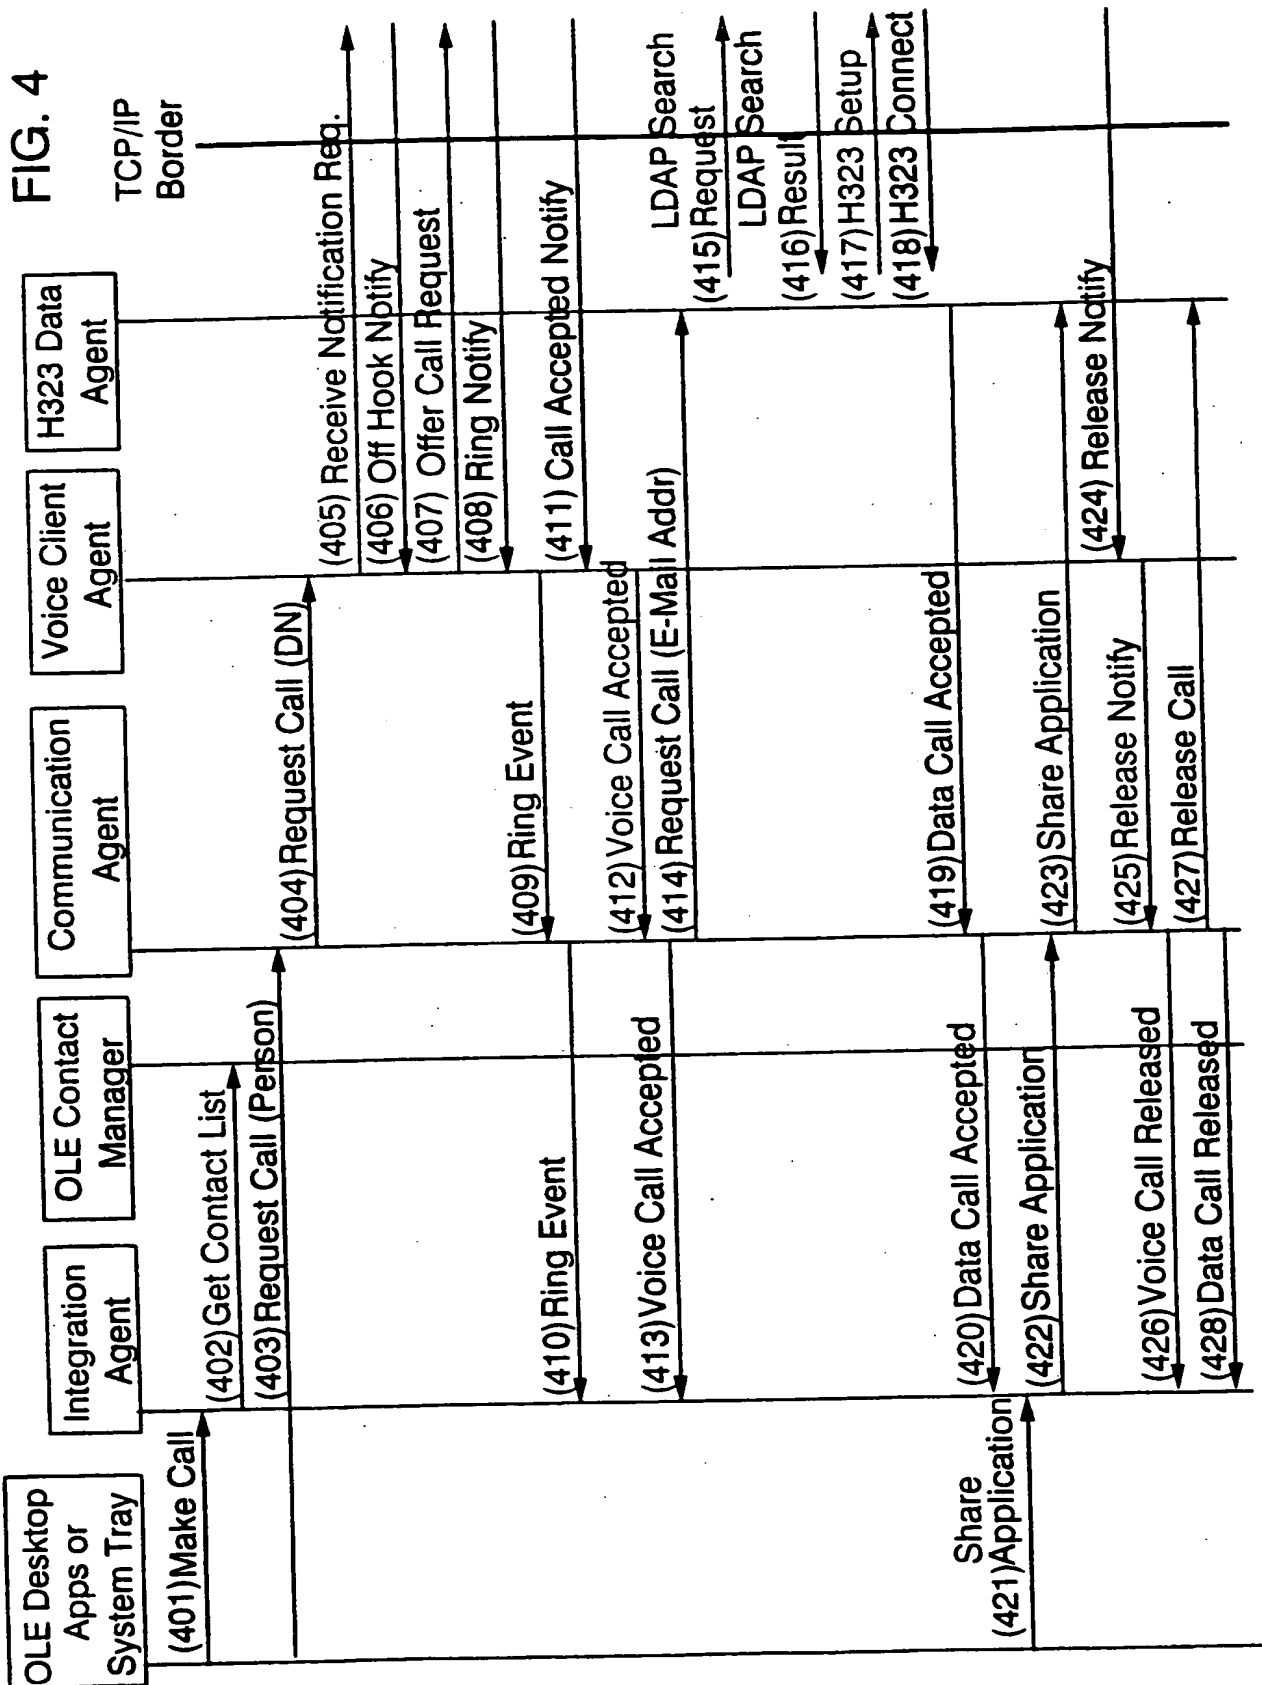 FIG. 4
OLE Desktop
Apps or
System Tray
Integration
Agent
OLE Contact
Manager
Communication
Agent
Voice Client
Agent
H323 Data
Agent
TCP/IP
Border
(401)Make Call
(402)Get Contact List
(403)Request Call (Person)
(404)Request Call (DN)
(405) Receive Notification Req.
(406) Off Hook Notify
(407) Offer Call Request
(408) Ring Notify
(409)Ring Event
(410)Ring Event
(411) Call Accepted Notify
(412)Voice Call Accepted
(413)Voice Call Accepted
(414)Request Call (E-Mail Addr)
LDAP Search
(415)Request
LDAP Search
(416)Result
(417)H323 Setup
(418)H323 Connect
(419)Data Call Accepted
(420)Data Call Accepted
Share
(421)Application
(422)Share Application
(423)Share Application
(424) Release Notify
(425)Release Notify
(426)Voice Call Released
(427)Release Call
(428)Data Call Released